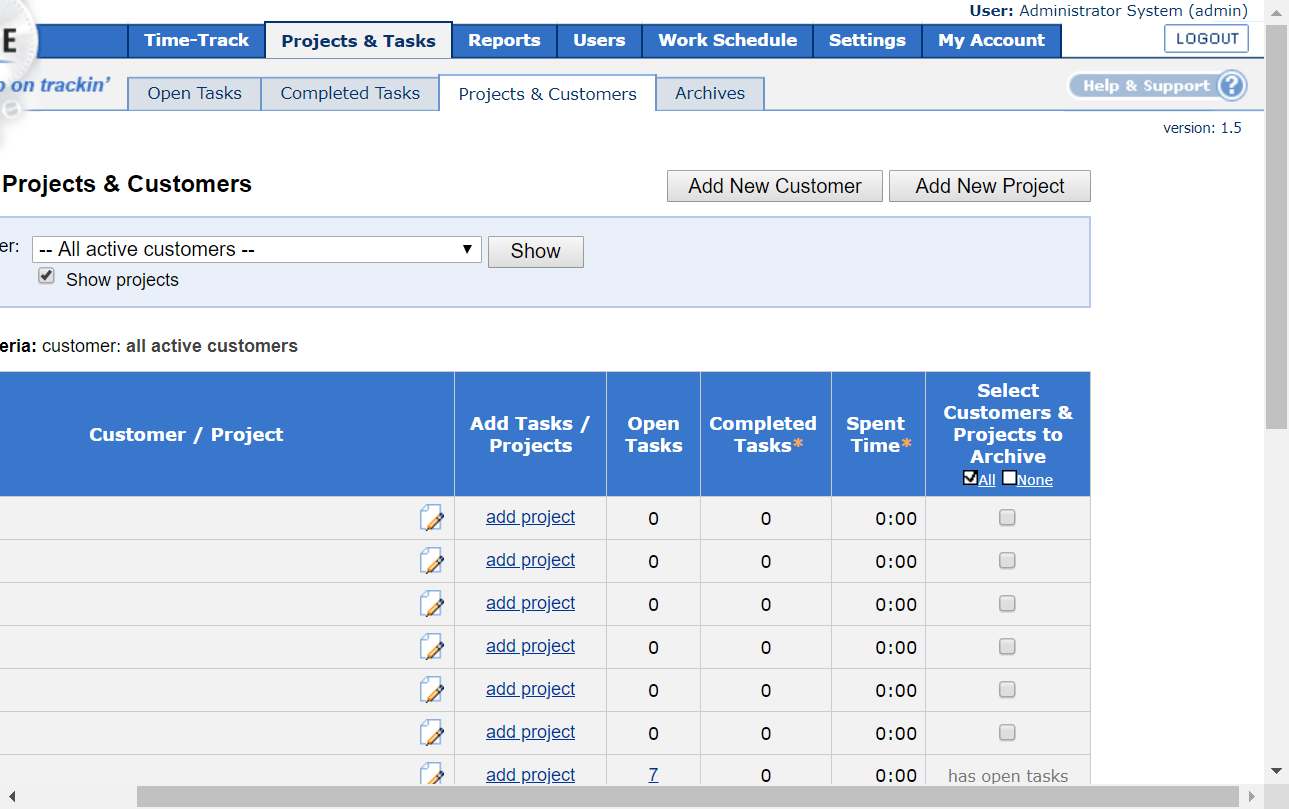 User: Administrator System (admin)
E
Time-Track
Projects & Tasks
Reports
Users
Work Schedule
Settings
My Account
LOGOUT
o on trackin’
Open Tasks
Completed Tasks
Projects & Customers
Archives
Help & Support ?
version: 1.5
Projects & Customers
Add New Customer
Add New Project
er:
-- All active customers --
Show
Show projects
eria: customer: all active customers
Customer / Project
Add Tasks /
Projects
Open
Tasks
Completed
Tasks*
Spent
Time*
Select
Customers &
Projects to
Archive
All None
add project 0 0 0:00
add project 0 0 0:00
add project 0 0 0:00
add project 0 0 0:00
add project 0 0 0:00
add project 0 0 0:00
add project 7 0 0:00 has open tasks